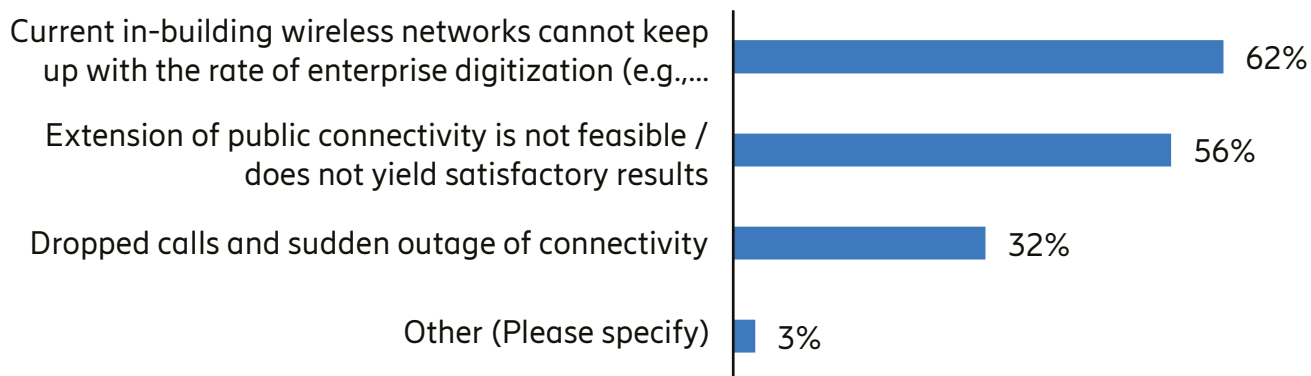 Current in-building wireless networks cannot keep
up with the rate of enterprise digitization (e.g.,...
62%
Extension of public connectivity is not feasible /
does not yield satisfactory results
56%
Dropped calls and sudden outage of connectivity
32%
Other (Please specify)
3%